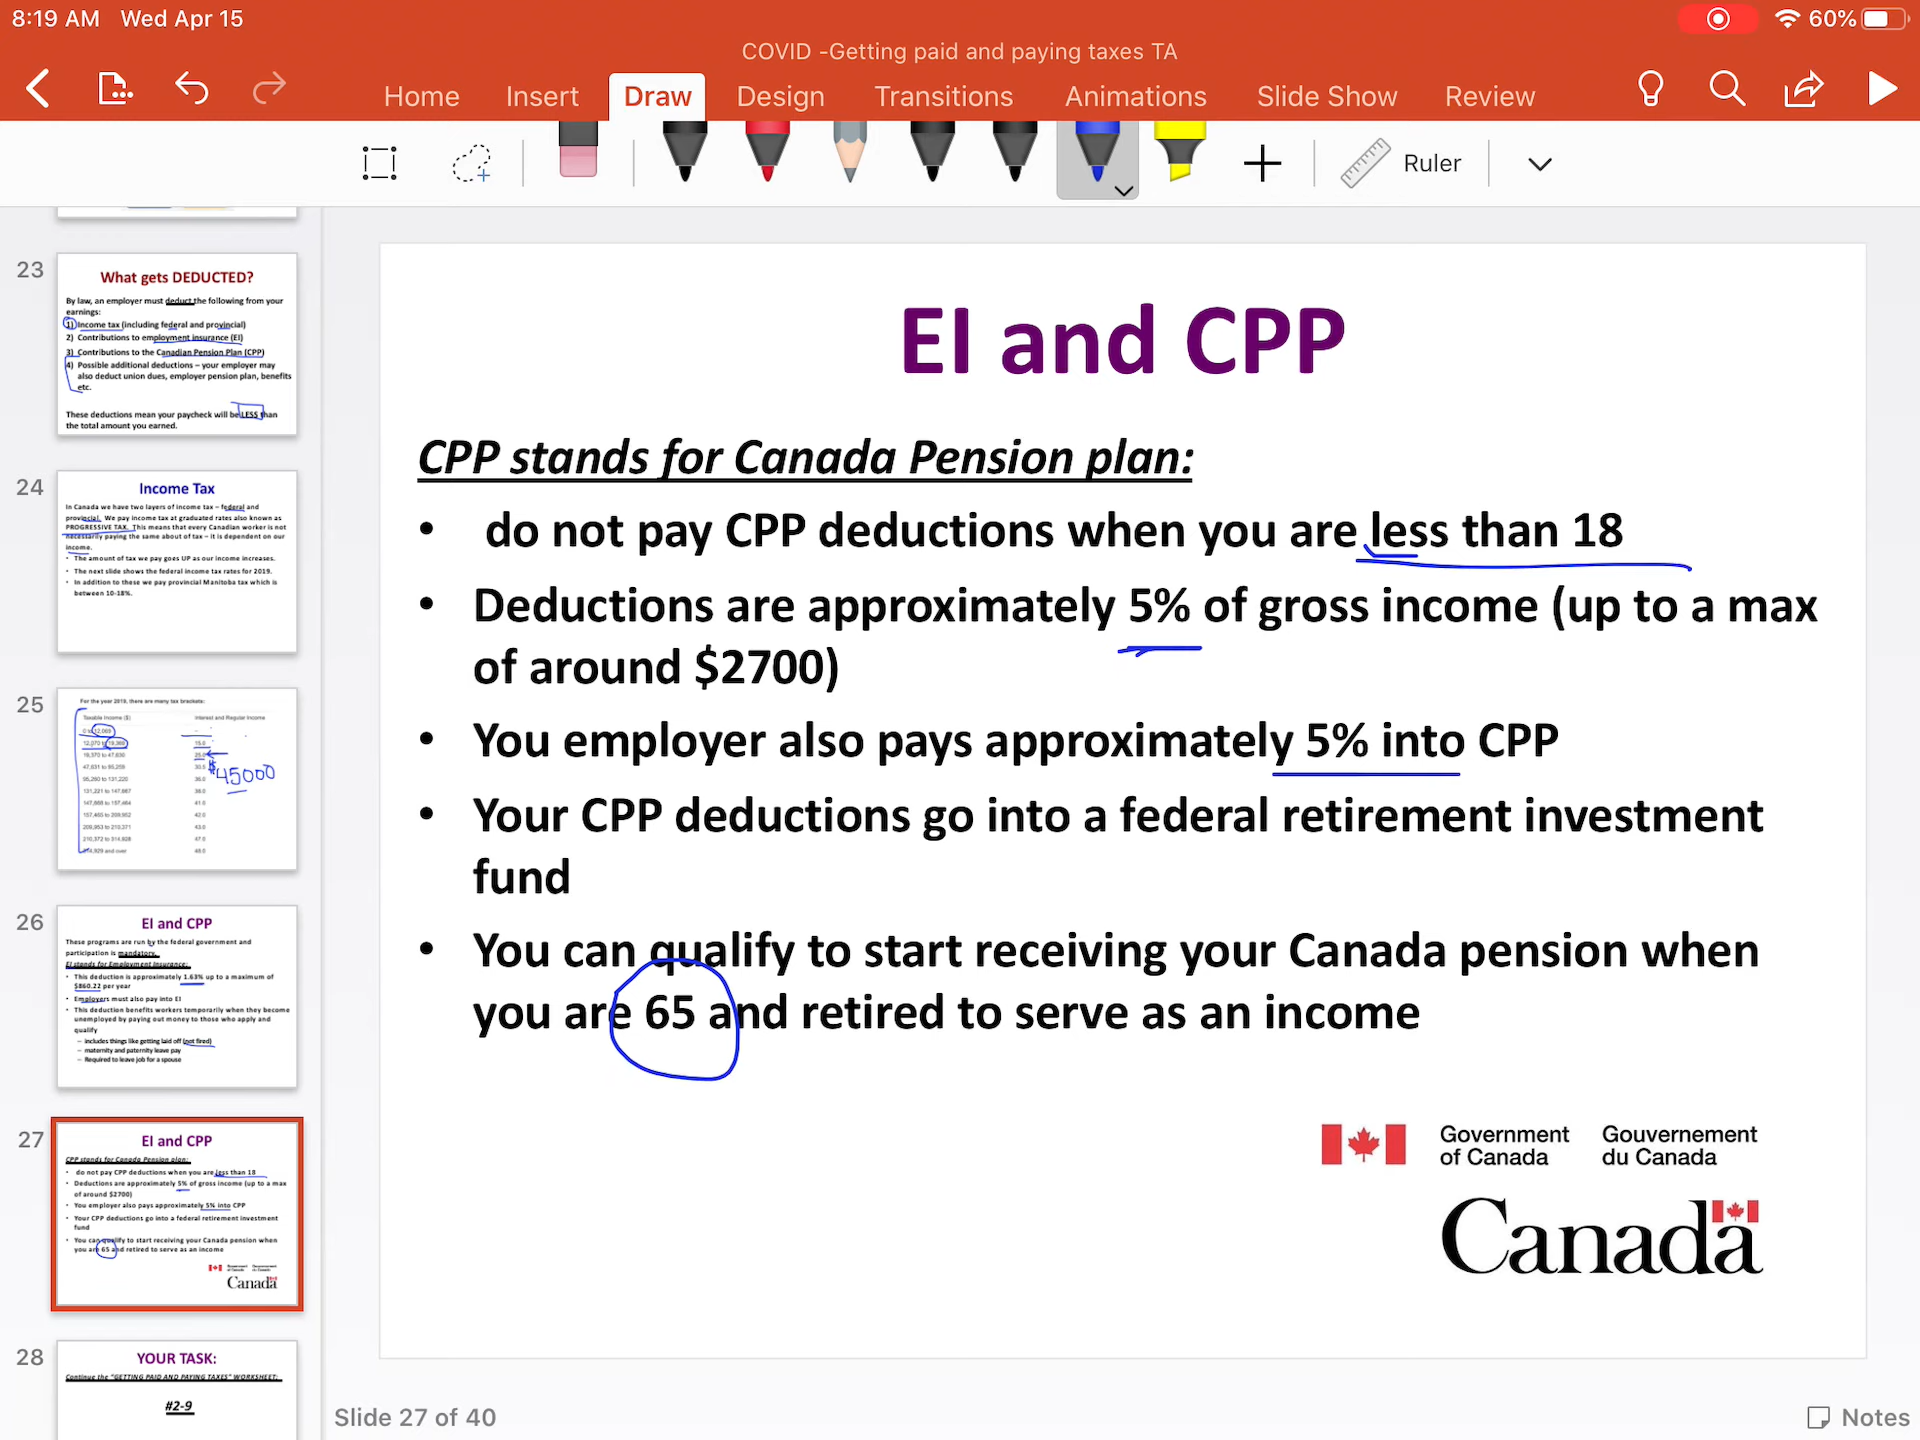 8:19 AM Wed Apr 15
60%
COVID -Getting paid and paying taxes TA
Home Insert Draw Design Transitions Animations Slide Show Review
Ruler
23
What gets DEDUCTED?
By law, an employer must deduct the following from your
earnings:
1) Income tax (including federal and provincial)
2) Contributions to employment insurance (EI)
3) Contributions to the Canadian Pension Plan (CPP)
4) Possible additional deductions – your employer may
also deduct union dues, employer pension plan, benefits
etc.
These deductions mean your paycheck will be LESS than
the total amount you earned.
24
Income Tax
In Canada we have two layers of income tax – federal and
provincial. We pay income tax at graduated rates also known as
PROGRESSIVE TAX. This means that every Canadian worker is not
necessarily paying the same about of tax – it is dependent on our
income.
• The amount of tax we pay goes UP as our income increases.
• The next slide shows the federal income tax rates for 2019.
• In addition to these we pay provincial Manitoba tax which is
between 10-18%.
25
For the year 2019, there are many tax brackets:
Taxable Income ($) Interest and Regular Income
$45000
26
EI and CPP
These programs are run by the federal government and
participation is mandatory.
EI stands for Employment Insurance:
• This deduction is approximately 1.63% up to a maximum of
$860.22 per year
• Employers must also pay into EI
• This deduction benefits workers temporarily when they become
unemployed by paying out money to those who apply and
qualify
– includes things like getting laid off (not fired)
– maternity and paternity leave pay
– Required to leave job for a spouse
27
EI and CPP
CPP stands for Canada Pension plan:
• do not pay CPP deductions when you are less than 18
• Deductions are approximately 5% of gross income (up to a max
of around $2700)
• You employer also pays approximately 5% into CPP
• Your CPP deductions go into a federal retirement investment
fund
• You can qualify to start receiving your Canada pension when
you are 65 and retired to serve as an income
Canada
28
YOUR TASK:
Continue the "GETTING PAID AND PAYING TAXES" WORKSHEET:
#2-9
EI and CPP
CPP stands for Canada Pension plan:
• do not pay CPP deductions when you are less than 18
• Deductions are approximately 5% of gross income (up to a max
of around $2700)
• You employer also pays approximately 5% into CPP
• Your CPP deductions go into a federal retirement investment
fund
• You can qualify to start receiving your Canada pension when
you are 65 and retired to serve as an income
Government Gouvernement
of Canada du Canada
Canada
Slide 27 of 40
Notes